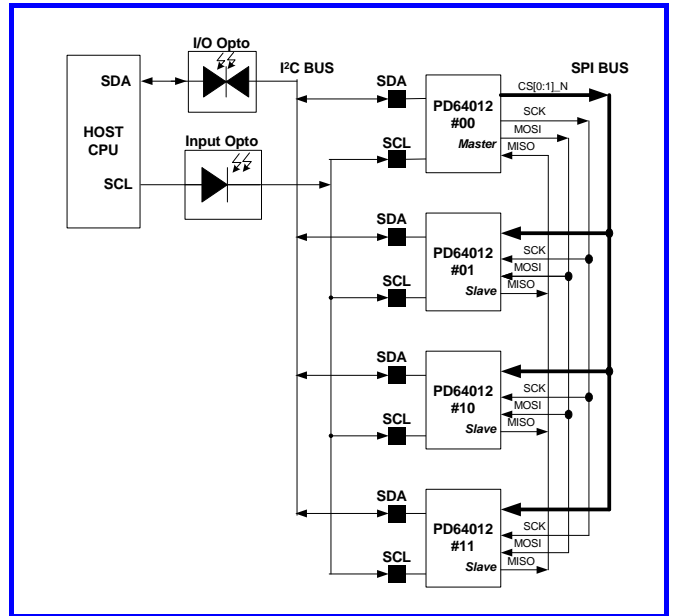 I/O Opto
I²C BUS
SPI BUS
SDA
HOST
CPU
SCL
Input Opto
SDA
SCL
PD64012
#00
Master
CS[0:1]_N
SCK
MOSI
MISO
SDA
SCL
PD64012
#01
Slave
SCK
MOSI
MISO
SDA
SCL
PD64012
#10
Slave
SCK
MOSI
MISO
SDA
SCL
PD64012
#11
Slave
SCK
MOSI
MISO